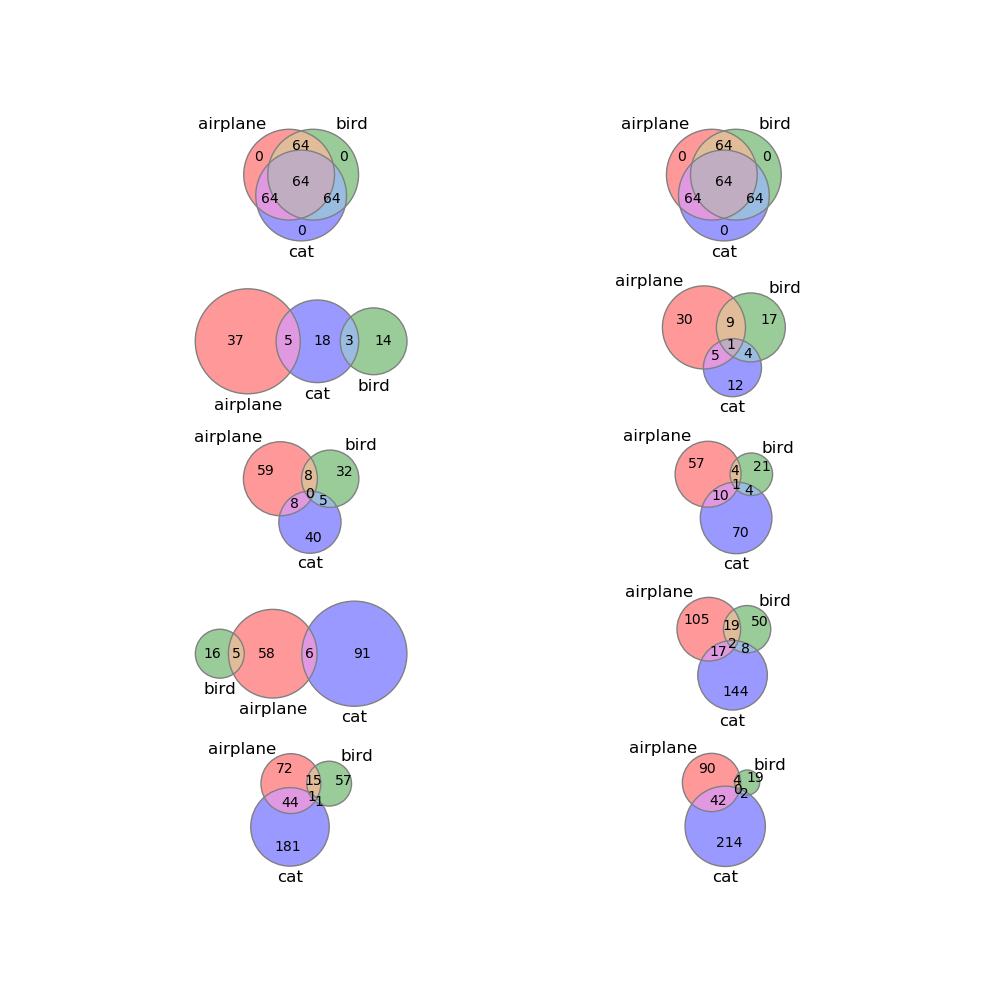 airplane bird
0 64 0
64
64 64
0
cat
airplane bird
0 64 0
64
64 64
0
cat
37 5 18 3 14
bird
cat
airplane
airplane
bird
30 9 17
1
5 4
12
cat
airplane
bird
59 8 32
0
8 5
40
cat
airplane
bird
57 4 21
1
10 4
70
cat
16 5 58 6 91
bird
airplane
cat
airplane
bird
105 19 50
2
17 8
144
cat
airplane
bird
72 15 57
1
44 1
181
cat
airplane
bird
90 4 19
0
42 2
214
cat